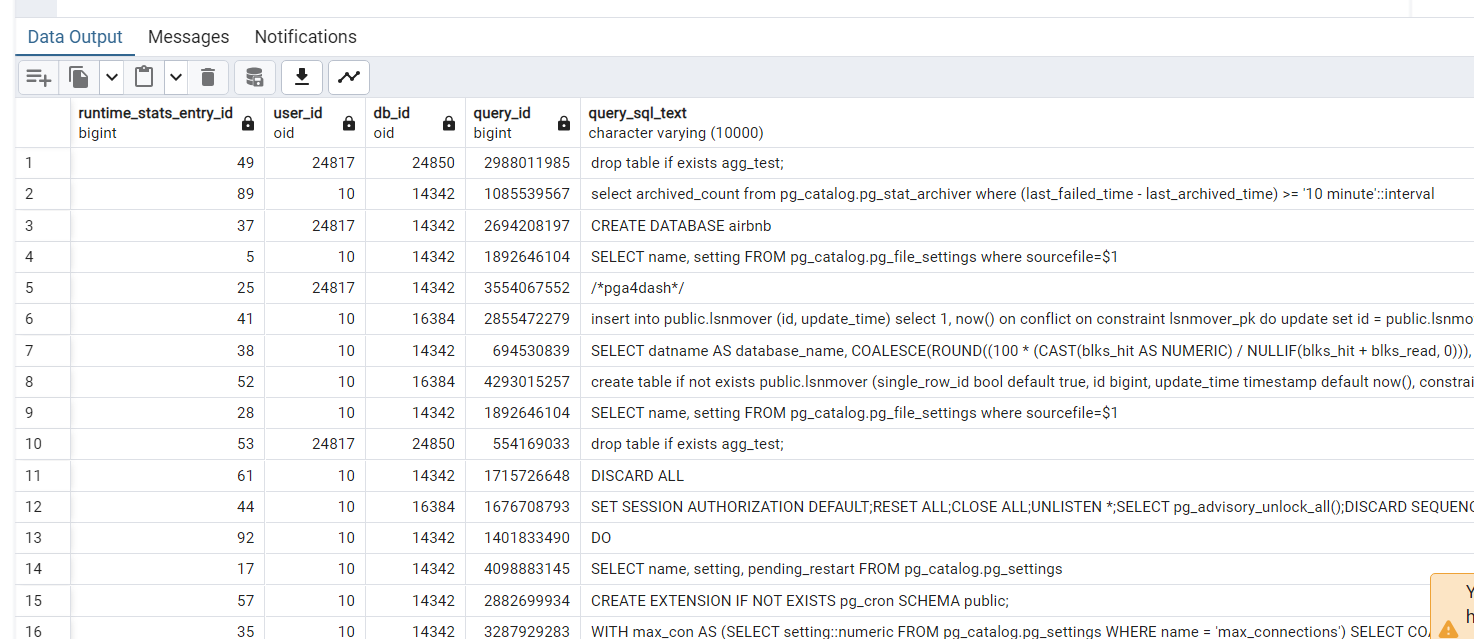 Data Output Messages Notifications
runtime_stats_entry_id user_id db_id query_id query_sql_text
bigint oid oid bigint character varying (10000)
1 49 24817 24850 2988011985 drop table if exists agg_test;
2 89 10 14342 1085539567 select archived_count from pg_catalog.pg_stat_archiver where (last_failed_time - last_archived_time) >= '10 minute'::interval
3 37 24817 14342 2694208197 CREATE DATABASE airbnb
4 5 10 14342 1892646104 SELECT name, setting FROM pg_catalog.pg_file_settings where sourcefile=$1
5 25 24817 14342 3554067552 /*pga4dash*/
6 41 10 16384 2855472279 insert into public.lsnmover (id, update_time) select 1, now() on conflict on constraint lsnmover_pk do update set id = public.lsnmo
7 38 10 14342 694530839 SELECT datname AS database_name, COALESCE(ROUND((100 * (CAST(blks_hit AS NUMERIC) / NULLIF(blks_hit + blks_read, 0))),
8 52 10 16384 4293015257 create table if not exists public.lsnmover (single_row_id bool default true, id bigint, update_time timestamp default now(), constrai
9 28 10 14342 1892646104 SELECT name, setting FROM pg_catalog.pg_file_settings where sourcefile=$1
10 53 24817 24850 554169033 drop table if exists agg_test;
11 61 10 14342 1715726648 DISCARD ALL
12 44 10 16384 1676708793 SET SESSION AUTHORIZATION DEFAULT;RESET ALL;CLOSE ALL;UNLISTEN *;SELECT pg_advisory_unlock_all();DISCARD SEQUENC
13 92 10 14342 1401833490 DO
14 17 10 14342 4098883145 SELECT name, setting, pending_restart FROM pg_catalog.pg_settings
15 57 10 14342 2882699934 CREATE EXTENSION IF NOT EXISTS pg_cron SCHEMA public;
16 35 10 14342 3287929283 WITH max_con AS (SELECT setting::numeric FROM pg_catalog.pg_settings WHERE name = 'max_connections') SELECT CO